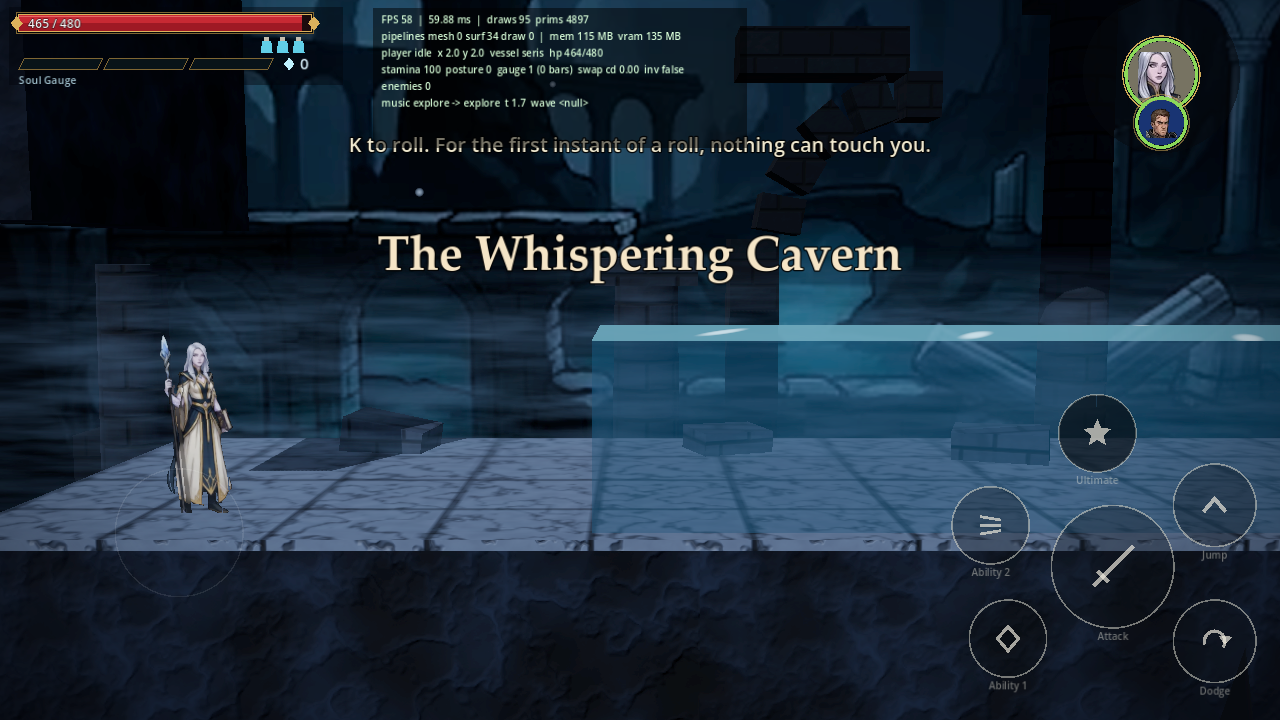 465 / 480
0
Soul Gauge
FPS 58 | 59.88 ms | draws 95 prims 4897
pipelines mesh 0 surf 34 draw 0 | mem 115 MB vram 135 MB
player idle x 2.0 y 2.0 vessel seris hp 464/480
stamina 100 posture 0 gauge 1 (0 bars) swap cd 0.00 inv false
enemies 0
music explore -> explore t 1.7 wave <null>
K to roll. For the first instant of a roll, nothing can touch you.
The Whispering Cavern
Ultimate
Jump
Ability 2
Attack
Ability 1
Dodge